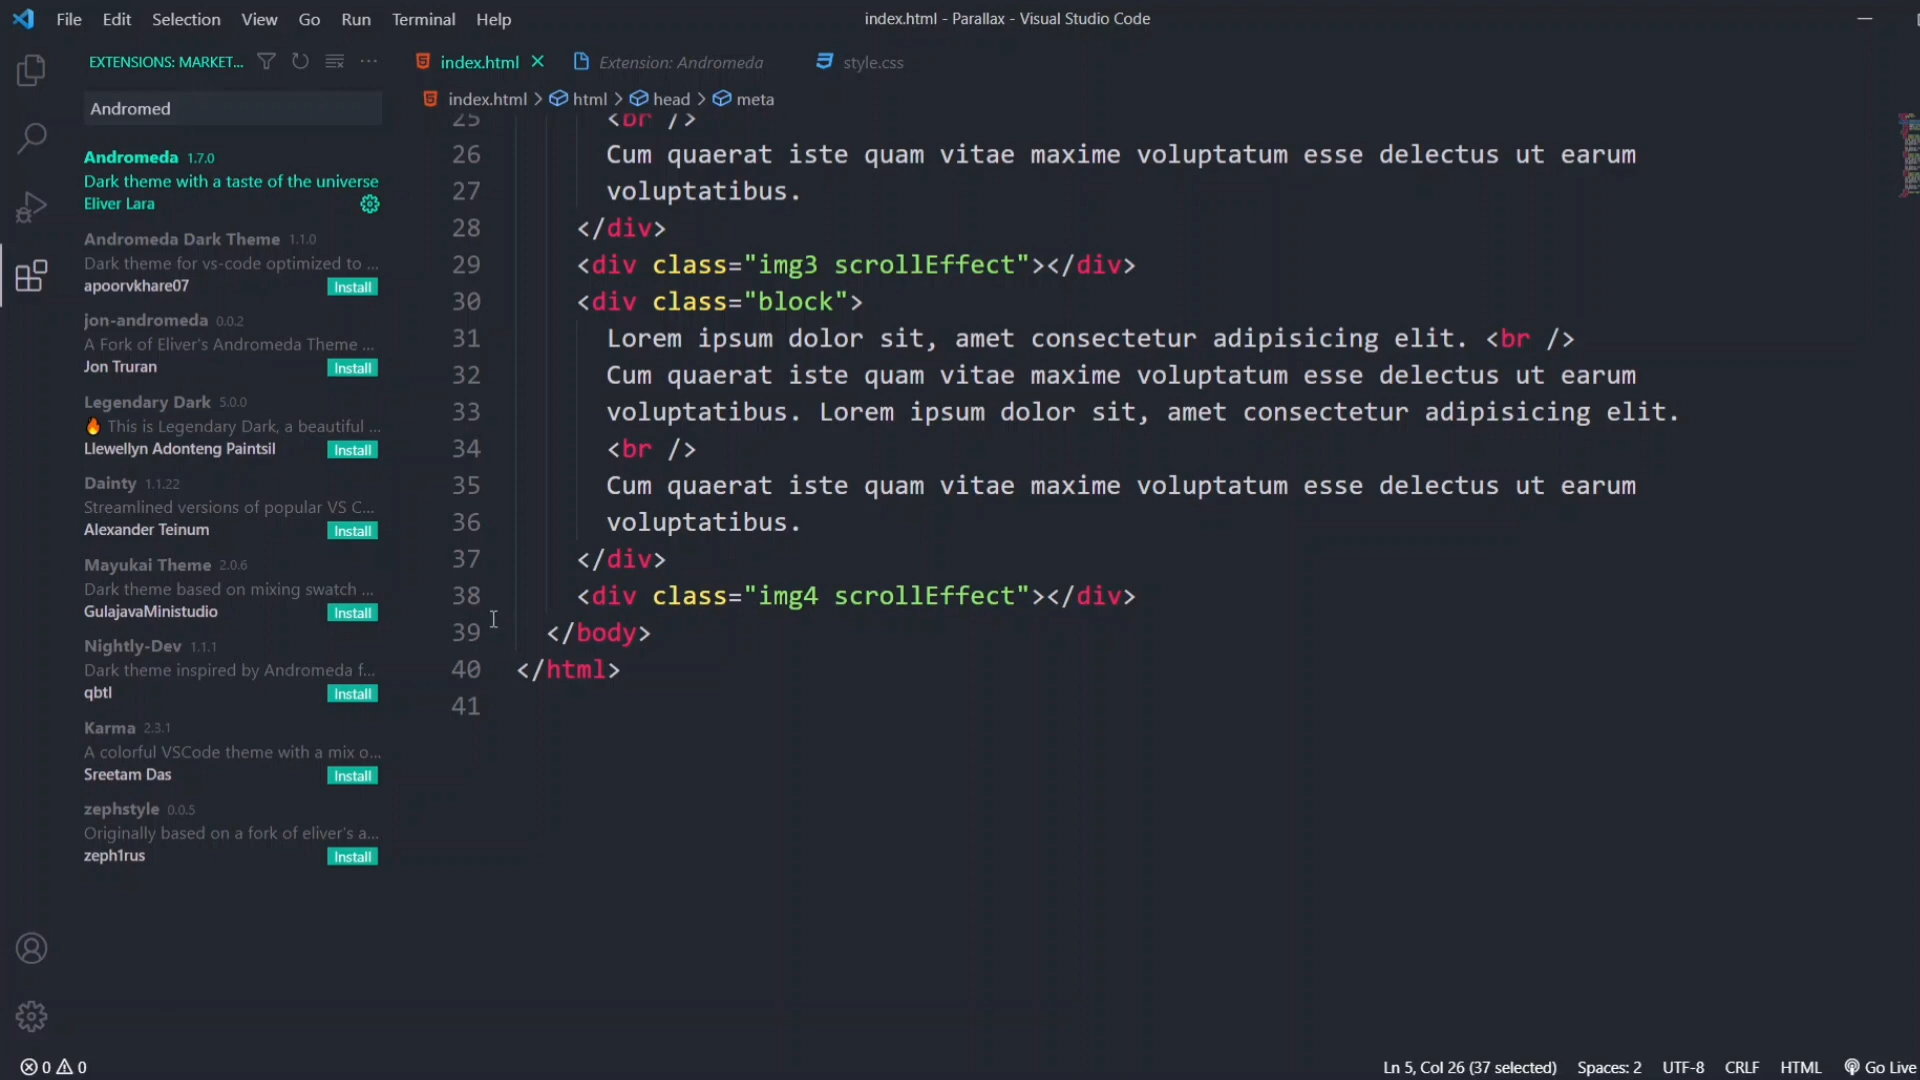 File Edit Selection View Go Run Terminal Help
index.html - Parallax - Visual Studio Code
EXTENSIONS: MARKET...
Andromed
Andromeda 1.7.0
Dark theme with a taste of the universe
Eliver Lara
Andromeda Dark Theme 1.1.0
Dark theme for vs-code optimized to ...
apoorvkhare07 Install
jon-andromeda 0.0.2
A Fork of Eliver's Andromeda Theme ...
Jon Truran Install
Legendary Dark 5.0.0
🔥 This is Legendary Dark, a beautiful ...
Llewellyn Adonteng Paintsil Install
Dainty 1.1.22
Streamlined versions of popular VS C...
Alexander Teinum Install
Mayukai Theme 2.0.6
Dark theme based on mixing swatch ...
GulajavaMinistudio Install
Nightly-Dev 1.1.1
Dark theme inspired by Andromeda f...
qbtl Install
Karma 2.3.1
A colorful VSCode theme with a mix o...
Sreetam Das Install
zephstyle 0.0.5
Originally based on a fork of eliver's a...
zeph1rus Install
index.html Extension: Andromeda style.css
index.html > html > head > meta
25 <br />
26 Cum quaerat iste quam vitae maxime voluptatum esse delectus ut earum
27 voluptatibus.
28 </div>
29 <div class="img3 scrollEffect"></div>
30 <div class="block">
31 Lorem ipsum dolor sit, amet consectetur adipisicing elit. <br />
32 Cum quaerat iste quam vitae maxime voluptatum esse delectus ut earum
33 voluptatibus. Lorem ipsum dolor sit, amet consectetur adipisicing elit.
34 <br />
35 Cum quaerat iste quam vitae maxime voluptatum esse delectus ut earum
36 voluptatibus.
37 </div>
38 <div class="img4 scrollEffect"></div>
39 </body>
40 </html>
41
0 0
Ln 5, Col 26 (37 selected) Spaces: 2 UTF-8 CRLF HTML Go Live